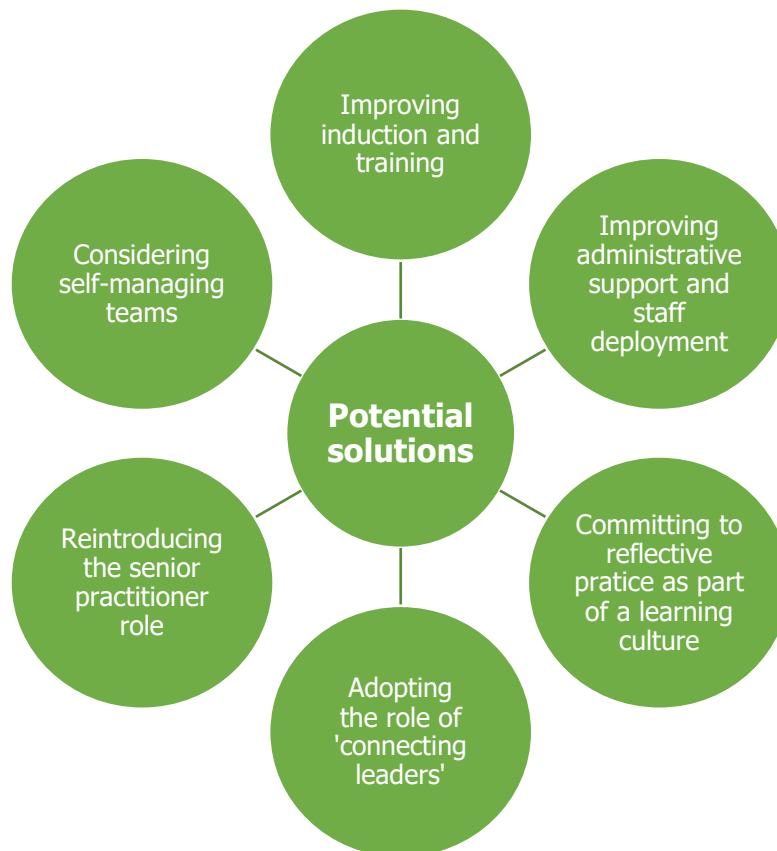 Improving
induction and
training
Improving
administrative
support and
staff
deployment
Committing to
reflective
pratice as part
of a learning
culture
Adopting
the role of
'connecting
leaders'
Reintroducing
the senior
practitioner
role
Considering
self-managing
teams
Potential
solutions